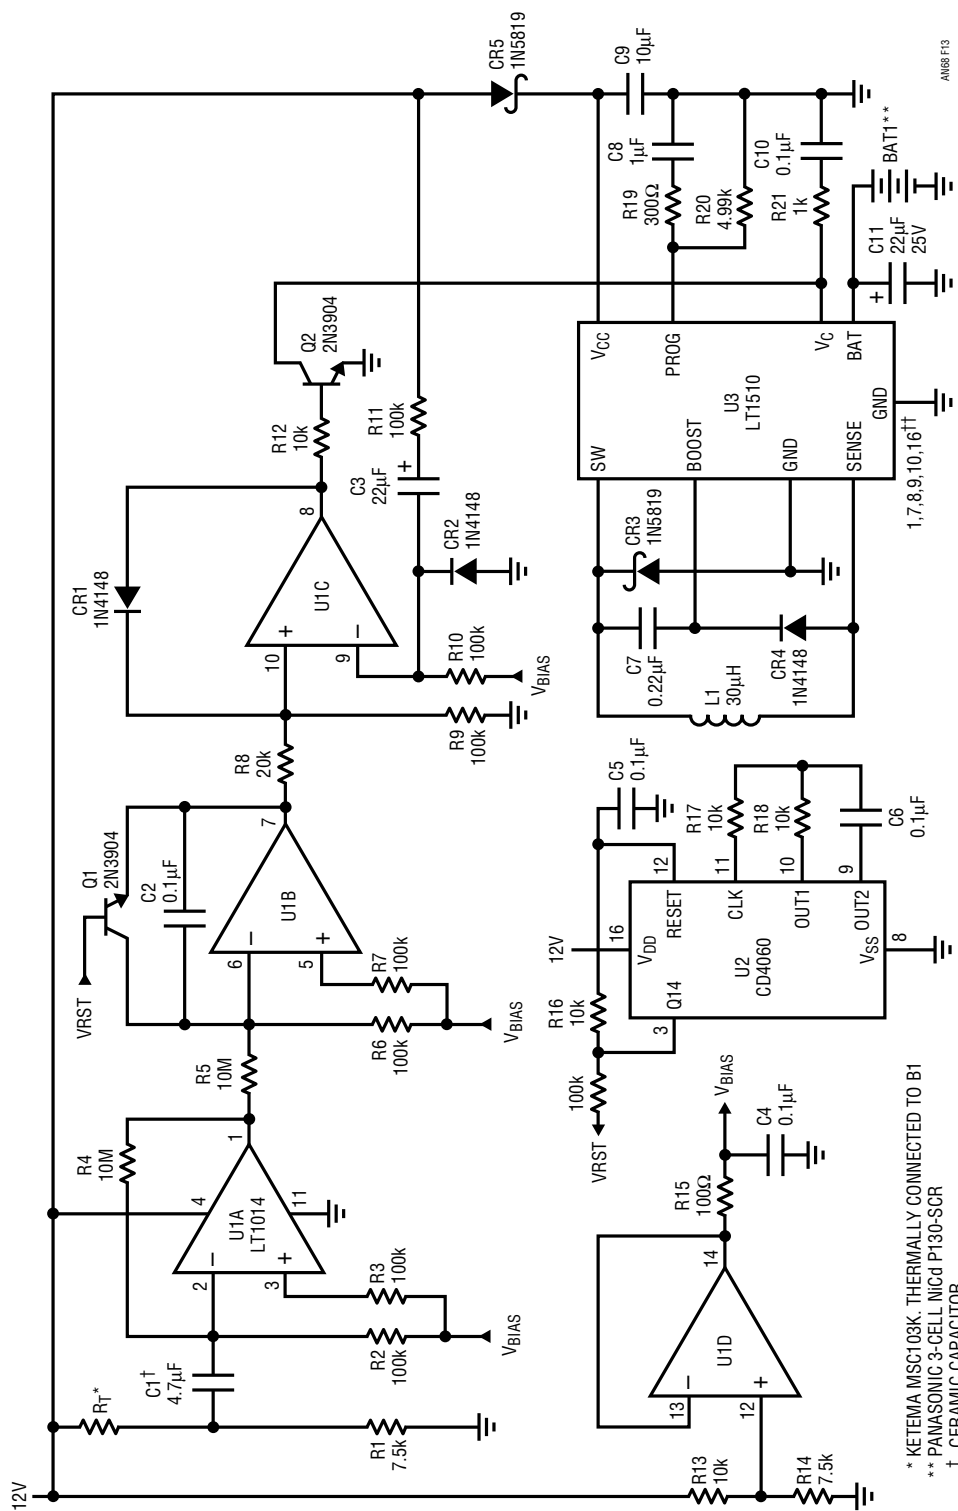 12V
RT*
C1†
4.7µF
R1
7.5k
R2
100k
R3
100k
VBIAS
R4
10M
2
3
4
11
1
–
+
U1A
LT1014
R5
10M
R6
100k
R7
100k
VBIAS
VRST
Q1
2N3904
C2
0.1µF
6
5
7
–
+
U1B
R8
20k
R9
100k
CR1
1N4148
10
9
8
+
–
U1C
R10
100k
VBIAS
R12
10k
Q2
2N3904
C3
22µF
+
R11
100k
CR2
1N4148
CR5
1N5819
C9
10µF
R13
10k
R14
7.5k
13
12
14
–
+
U1D
R15
100Ω
VBIAS
C4
0.1µF
VRST
100k
R16
10k
12V
16
VDD
3
Q14
U2
CD4060
RESET
12
CLK
11
OUT1
10
OUT2
9
VSS
8
C5
0.1µF
R17
10k
R18
10k
C6
0.1µF
L1
30µH
C7
0.22µF
CR4
1N4148
CR3
1N5819
SW
BOOST
GND
SENSE
U3
LT1510
VCC
PROG
VC
BAT
GND
1,7,8,9,10,16††
R19
300Ω
C8
1µF
R20
4.99k
R21
1k
C10
0.1µF
+
C11
22µF
25V
BAT1**
* KETEMA MSC103K. THERMALLY CONNECTED TO B1
** PANASONIC 3-CELL NiCd P130-SCR
† CERAMIC CAPACITOR
AN68 F13